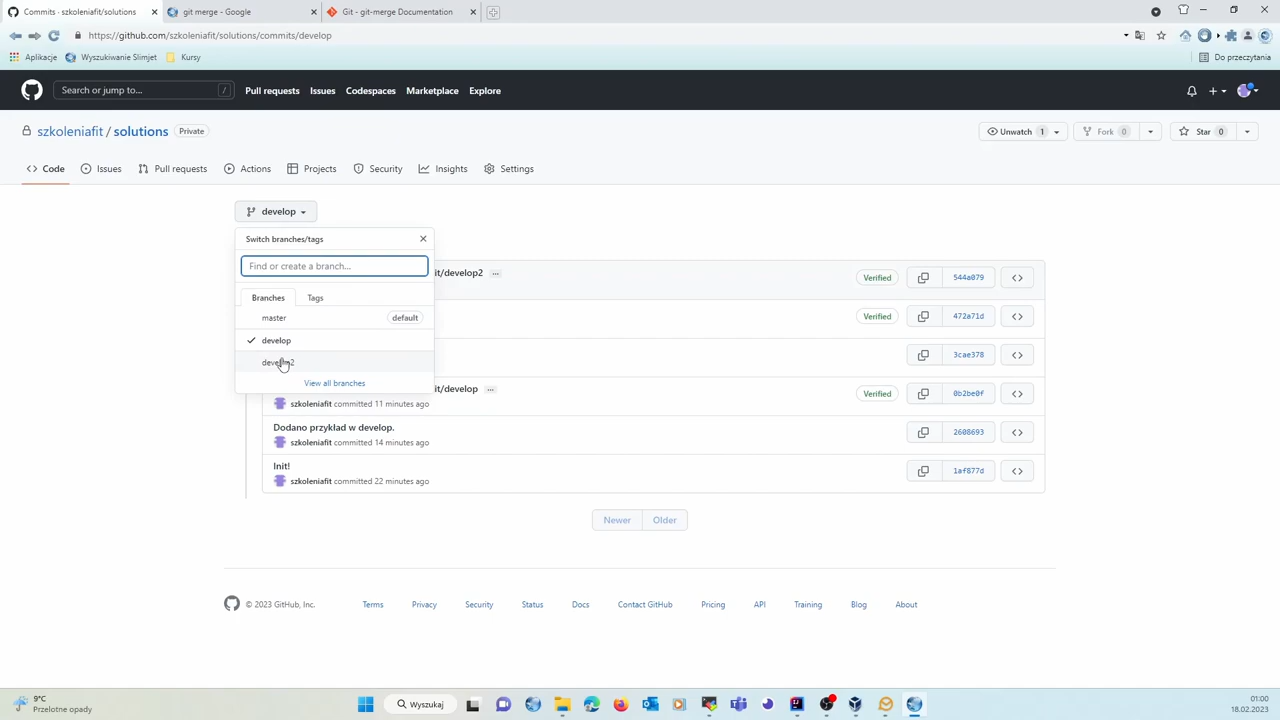 Commits · szkoleniafit/solutions
git merge - Google
Git - git-merge Documentation
https://github.com/szkoleniafit/solutions/commits/develop
Aplikacje
Wyszukiwanie Slimjet
Kursy
Do przeczytania
Search or jump to...
/
Pull requests
Issues
Codespaces
Marketplace
Explore
szkoleniafit / solutions
Private
Unwatch 1
Fork 0
Star 0
Code
Issues
Pull requests
Actions
Projects
Security
Insights
Settings
develop
Switch branches/tags
Find or create a branch...
Branches
Tags
master
default
develop
View all branches
it/develop2
Verified
544a079
Verified
472a71d
3cae378
it/develop
szkoleniafit committed 11 minutes ago
Verified
0b2be0f
Dodano przykład w develop.
szkoleniafit committed 14 minutes ago
2608693
Init!
szkoleniafit committed 22 minutes ago
1af877d
Newer
Older
© 2023 GitHub, Inc.
Terms
Privacy
Security
Status
Docs
Contact GitHub
Pricing
API
Training
Blog
About
9°C
Przelotne opady
Wyszukaj
01:00
18.02.2023